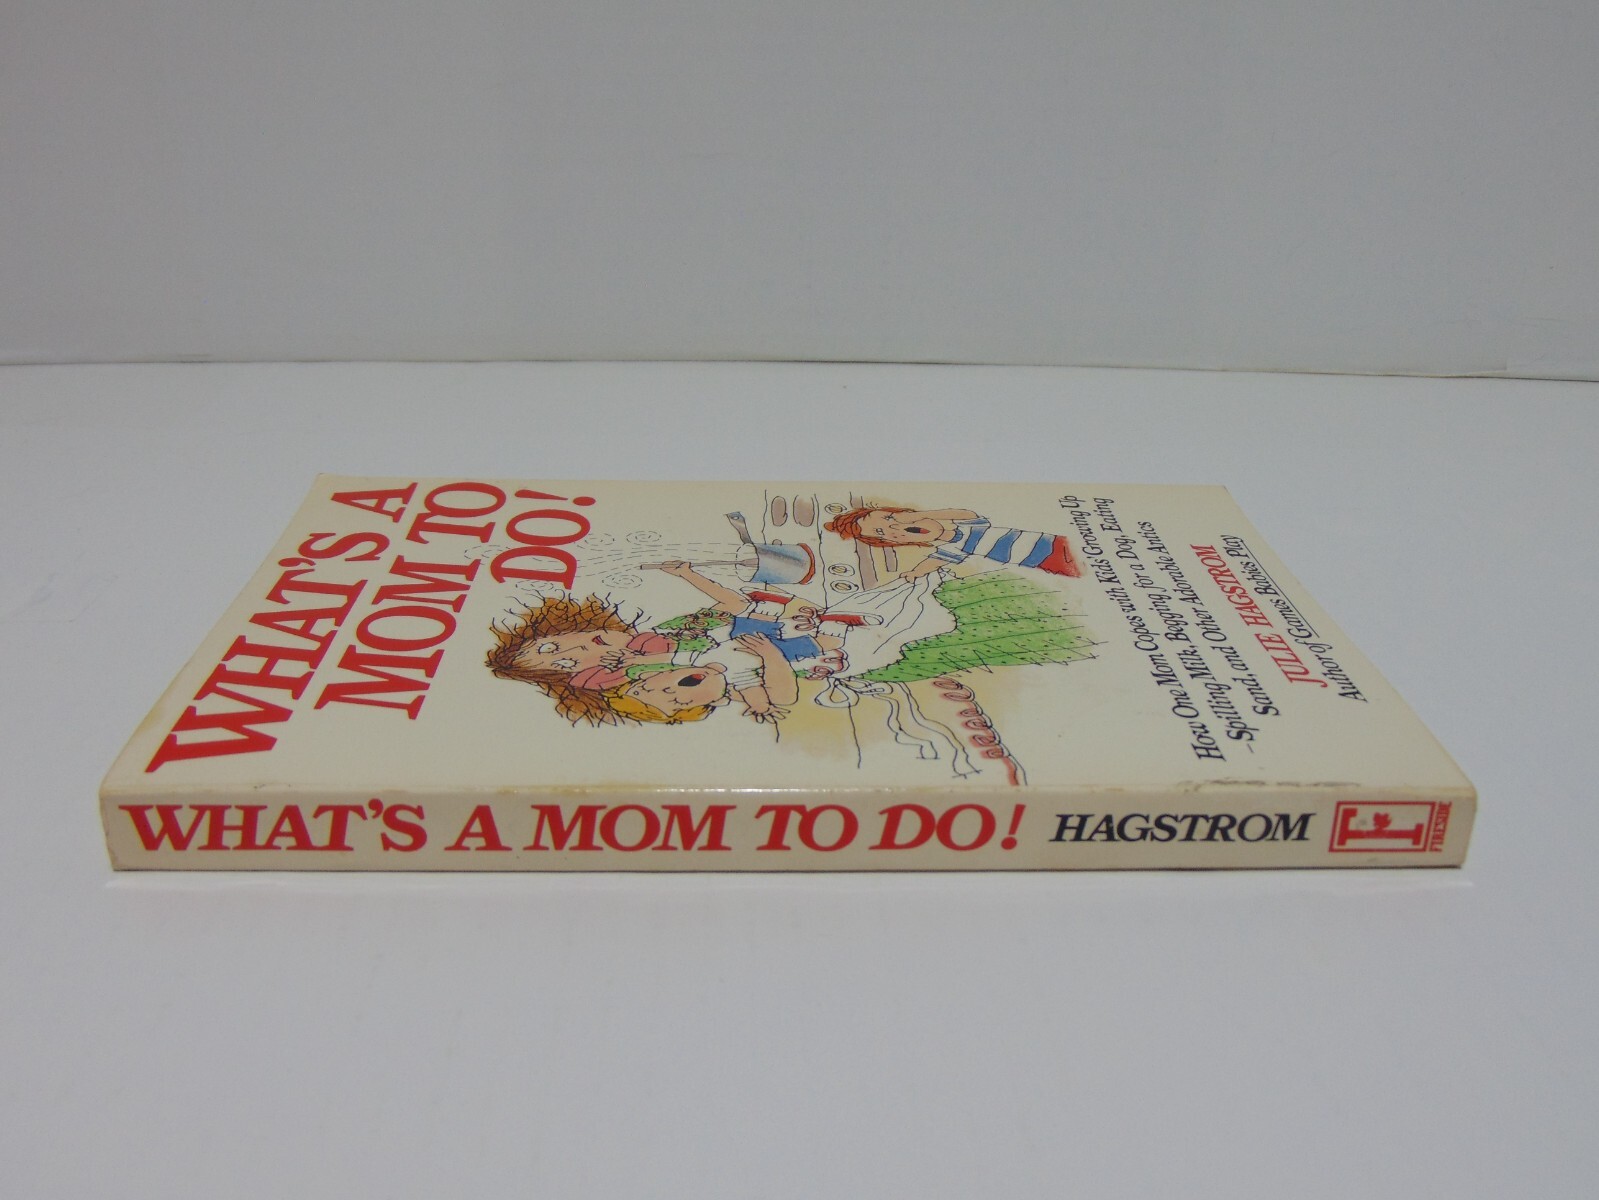 WHAT'S A
MOM TO
DO!
How One Mom Copes with Kids' Growing Up
–Spilling Milk, Begging for a Dog, Eating
Sand, and Other Adorable Antics
JULIE HAGSTROM
Author of Games Babies Play
WHAT'S A MOM TO DO! HAGSTROM
FIRESIDE